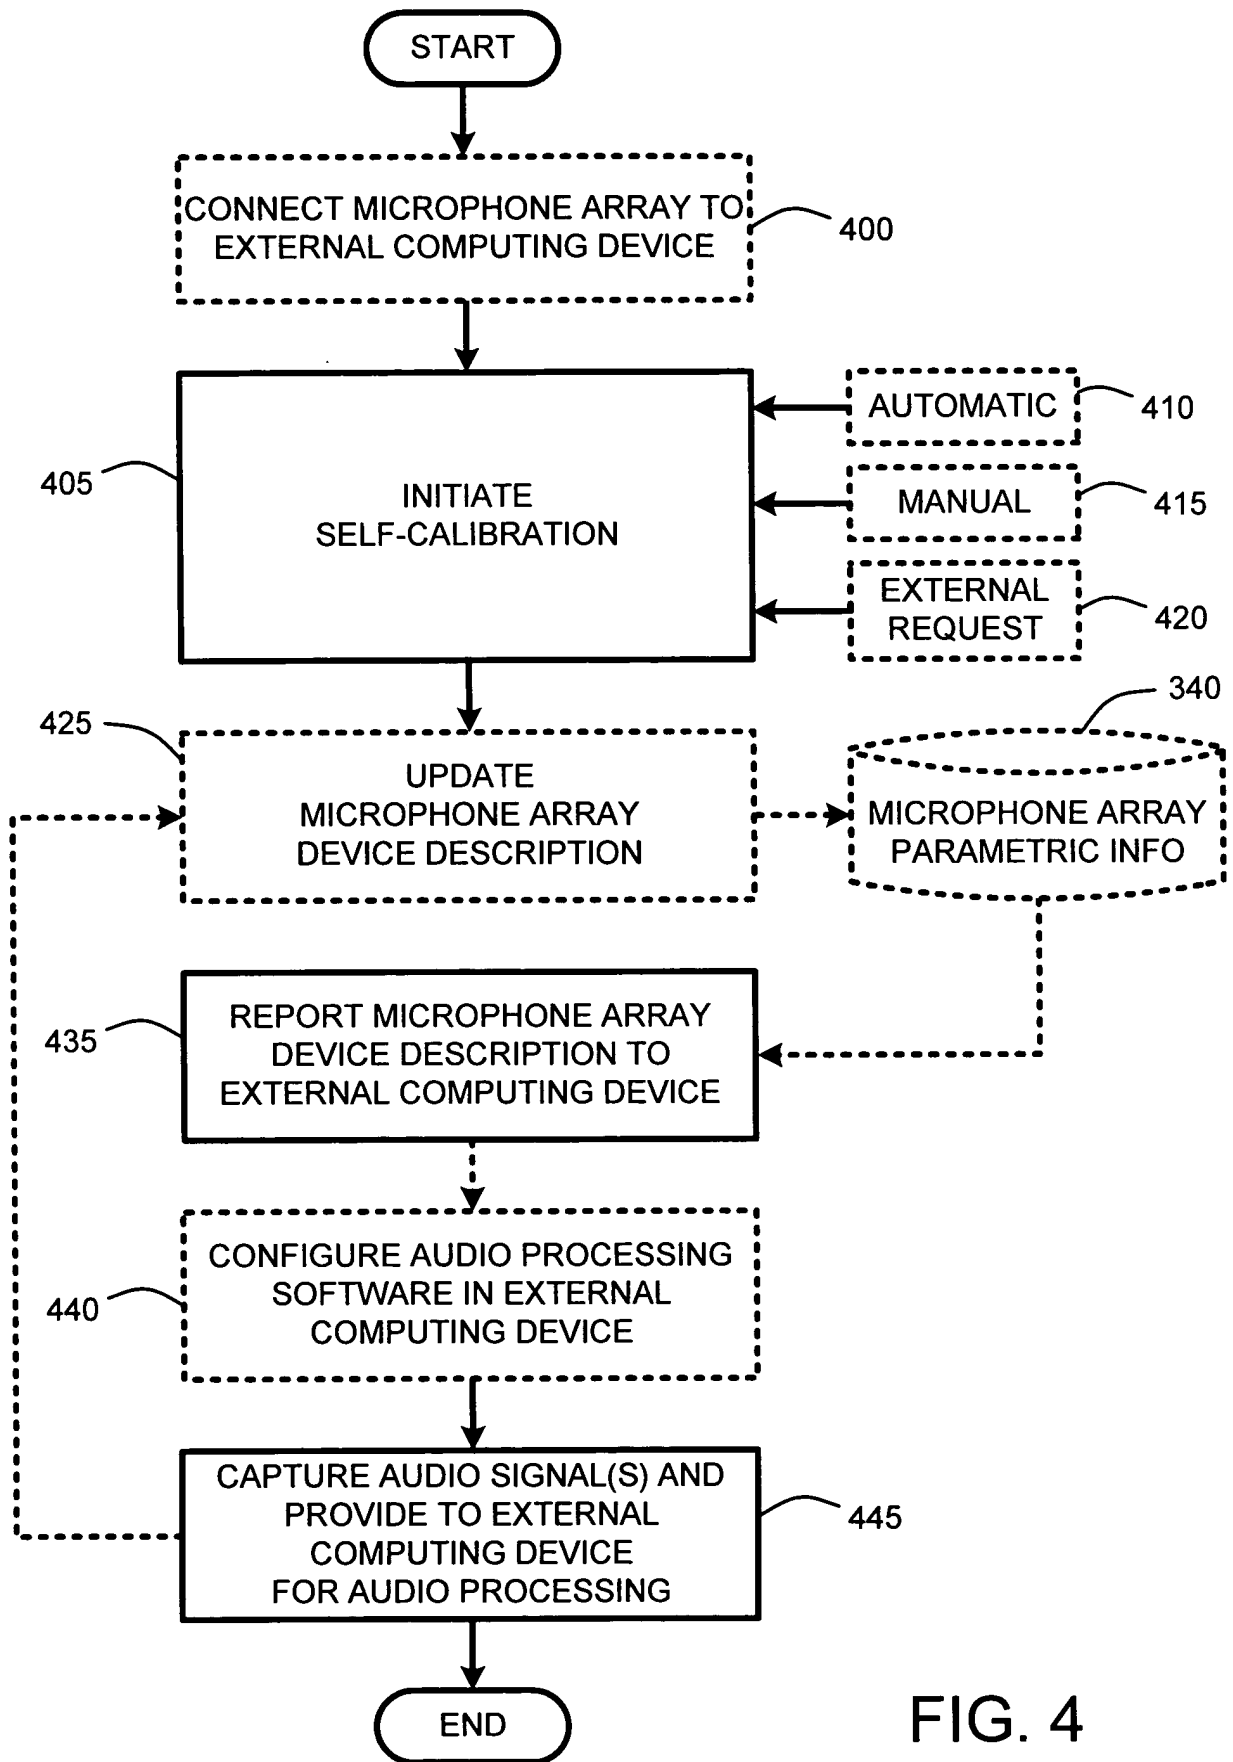 START
CONNECT MICROPHONE ARRAY TO
EXTERNAL COMPUTING DEVICE
400
405
INITIATE
SELF-CALIBRATION
AUTOMATIC
410
MANUAL
415
EXTERNAL
REQUEST
420
425
UPDATE
MICROPHONE ARRAY
DEVICE DESCRIPTION
340
MICROPHONE ARRAY
PARAMETRIC INFO
435
REPORT MICROPHONE ARRAY
DEVICE DESCRIPTION TO
EXTERNAL COMPUTING DEVICE
440
CONFIGURE AUDIO PROCESSING
SOFTWARE IN EXTERNAL
COMPUTING DEVICE
CAPTURE AUDIO SIGNAL(S) AND
PROVIDE TO EXTERNAL
COMPUTING DEVICE
FOR AUDIO PROCESSING
445
END
FIG. 4